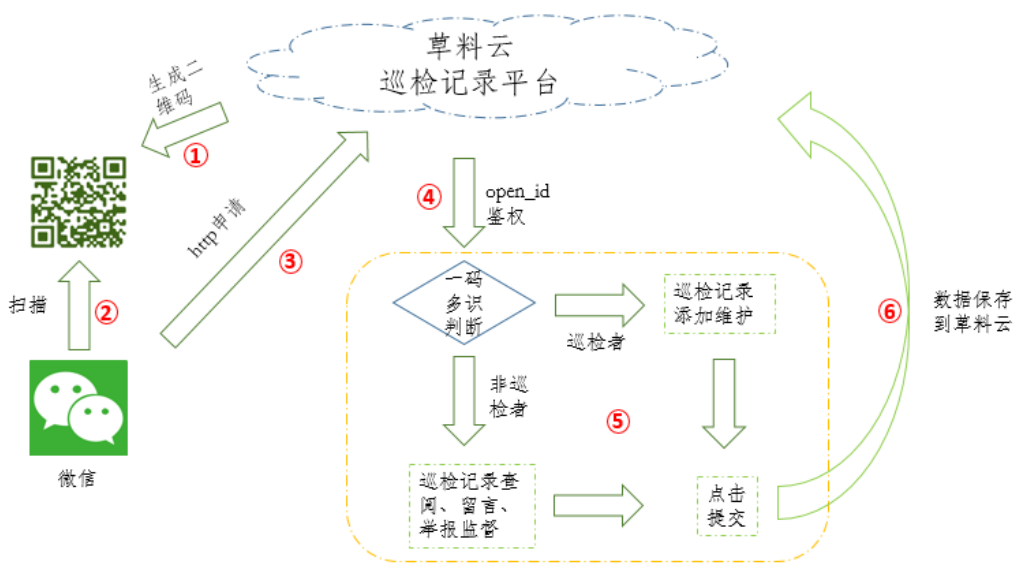 草料云
巡检记录平台
生成二
维码
①
http申请
③
④
open_id
鉴权
扫描
②
微信
一码
多识
判断
巡检者
巡检记录
添加维护
非巡
检者
⑤
巡检记录查
阅、留言、
举报监督
点击
提交
⑥
数据保存
到草料云